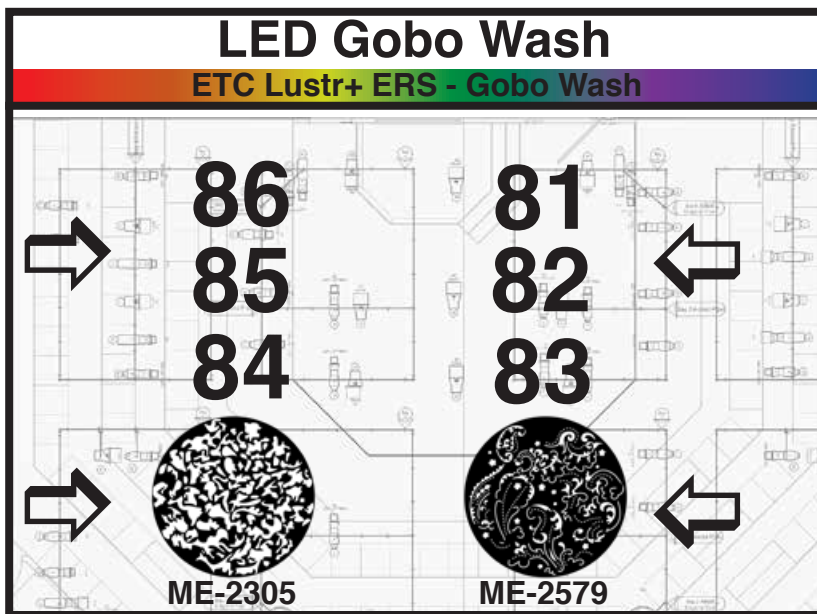 LED Gobo Wash
ETC Lustr+ ERS - Gobo Wash
86 81
85 82
84 83
ME-2305 ME-2579